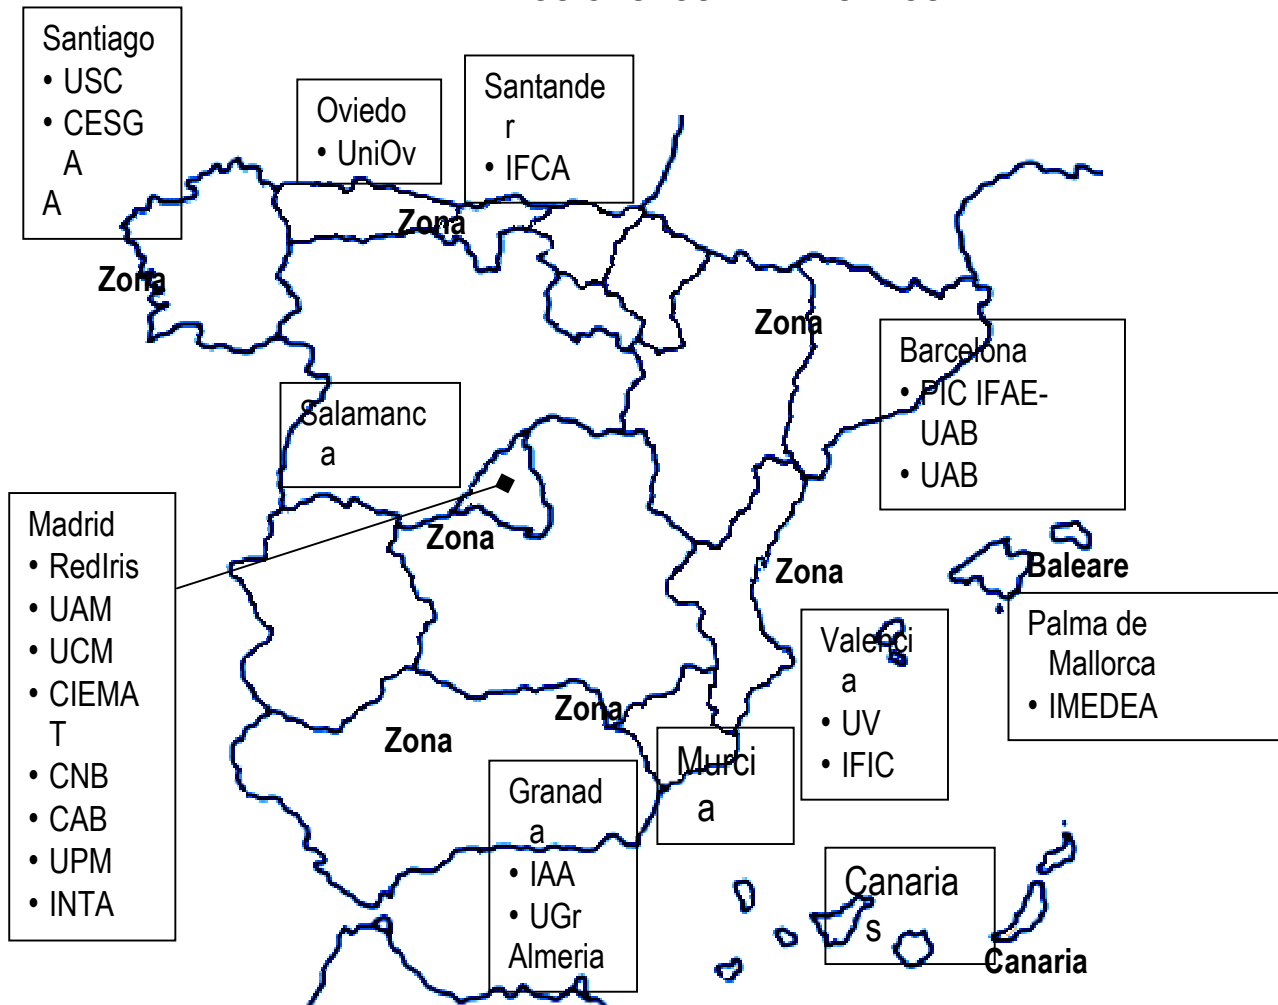 Santiago
• USC
• CESG
A
A
Oviedo
• UniOv
Santande
r
• IFCA
Zona
Zona
Zona
Barcelona
• PIC IFAE-
UAB
• UAB
Salamanc
a
Madrid
• RedIris
• UAM
• UCM
• CIEMA
T
• CNB
• CAB
• UPM
• INTA
Zona
Zona
Baleare
Palma de
Mallorca
• IMEDEA
Valenci
a
• UV
• IFIC
Zona
Zona
Murci
a
Granad
a
• IAA
• UGr
Almeria
Canaria
s
Canaria